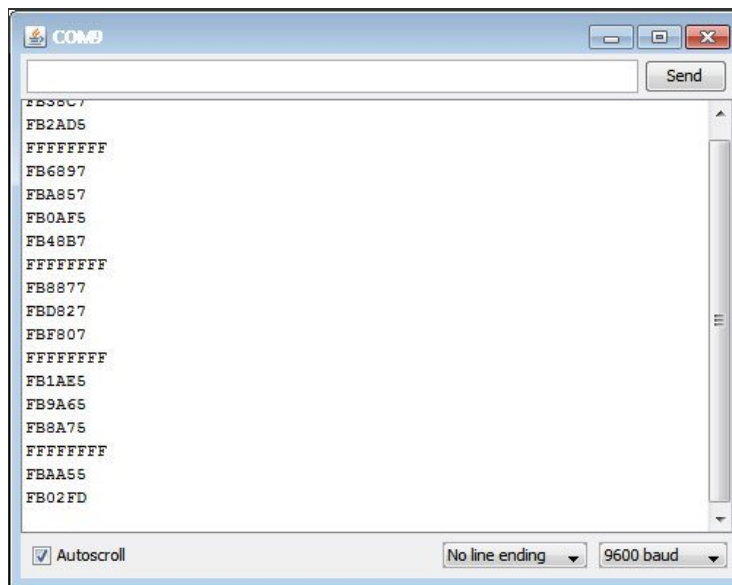 COM9
Send
FB38C7
FB2AD5
FFFFFFFF
FB6897
FBA857
FB0AF5
FB48B7
FFFFFFFF
FB8877
FBD827
FBF807
FFFFFFFF
FB1AE5
FB9A65
FB8A75
FFFFFFFF
FBAA55
FB02FD
Autoscroll
No line ending
9600 baud